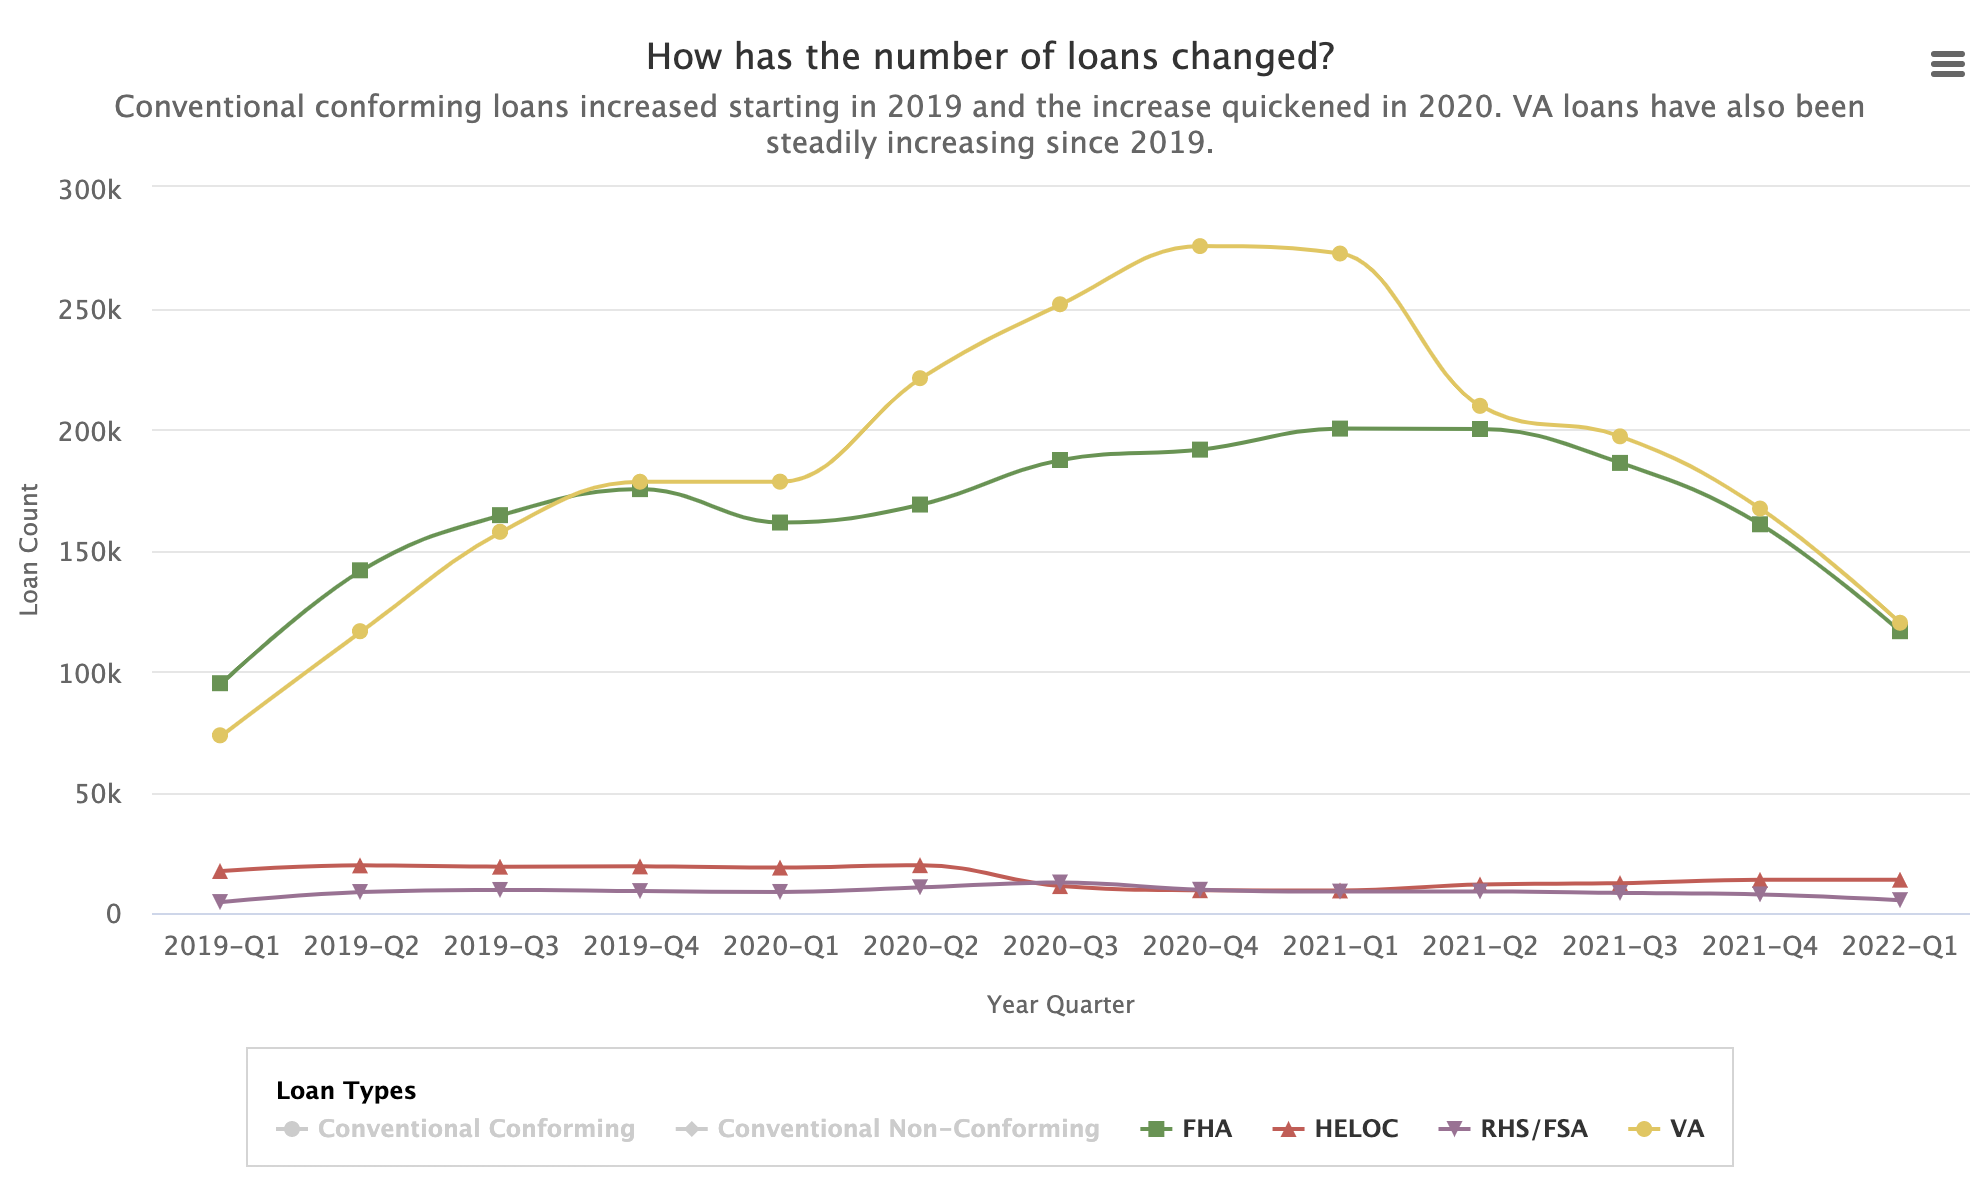 How has the number of loans changed?
Conventional conforming loans increased starting in 2019 and the increase quickened in 2020. VA loans have also been
steadily increasing since 2019.
300k
250k
200k
150k
100k
50k
0
Loan Count
2019-Q1 2019-Q2 2019-Q3 2019-Q4 2020-Q1 2020-Q2 2020-Q3 2020-Q4 2021-Q1 2021-Q2 2021-Q3 2021-Q4 2022-Q1
Year Quarter
Loan Types
Conventional Conforming Conventional Non-Conforming FHA HELOC RHS/FSA VA